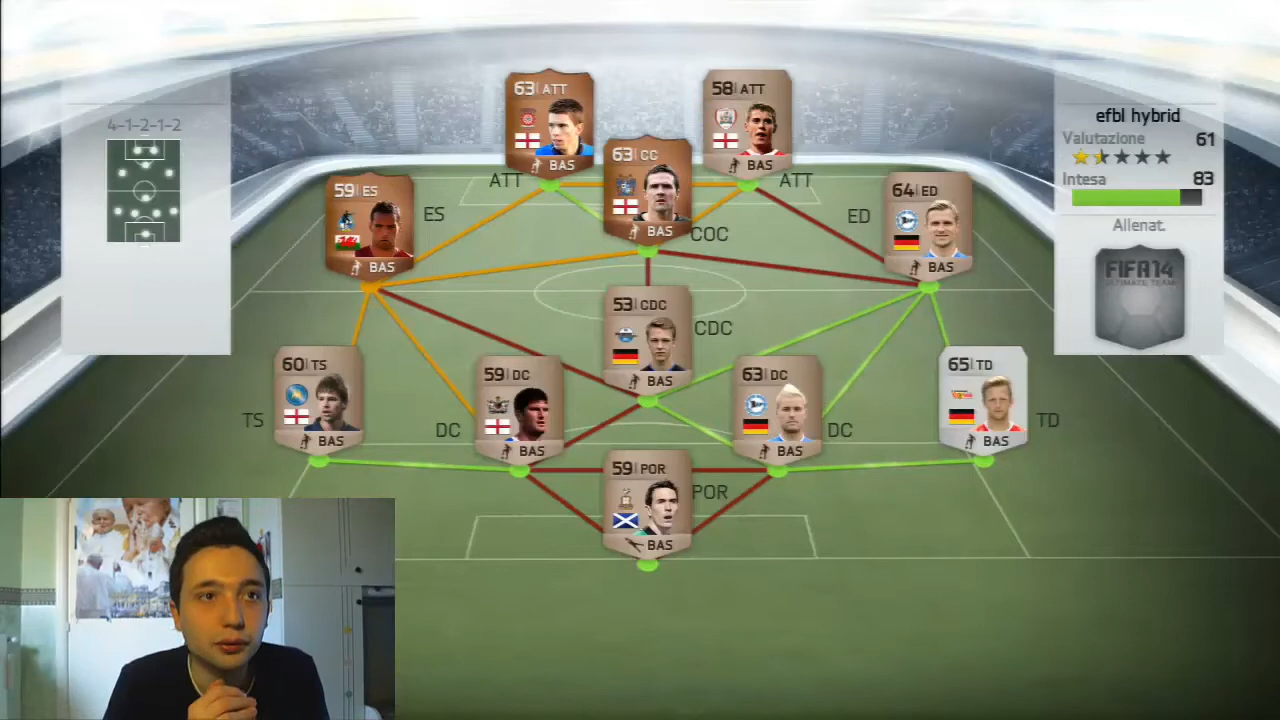 4-1-2-1-2
63 ATT
BAS
ATT
58 ATT
BAS
ATT
63 CC
BAS
COC
59 ES
BAS
ES
64 ED
BAS
ED
53 CDC
BAS
CDC
60 TS
BAS
TS
59 DC
BAS
DC
63 DC
BAS
DC
65 TD
BAS
TD
59 POR
BAS
POR
efbl hybrid
Valutazione 61
Intesa 83
Allenat.
FIFA14
ULTIMATE TEAM